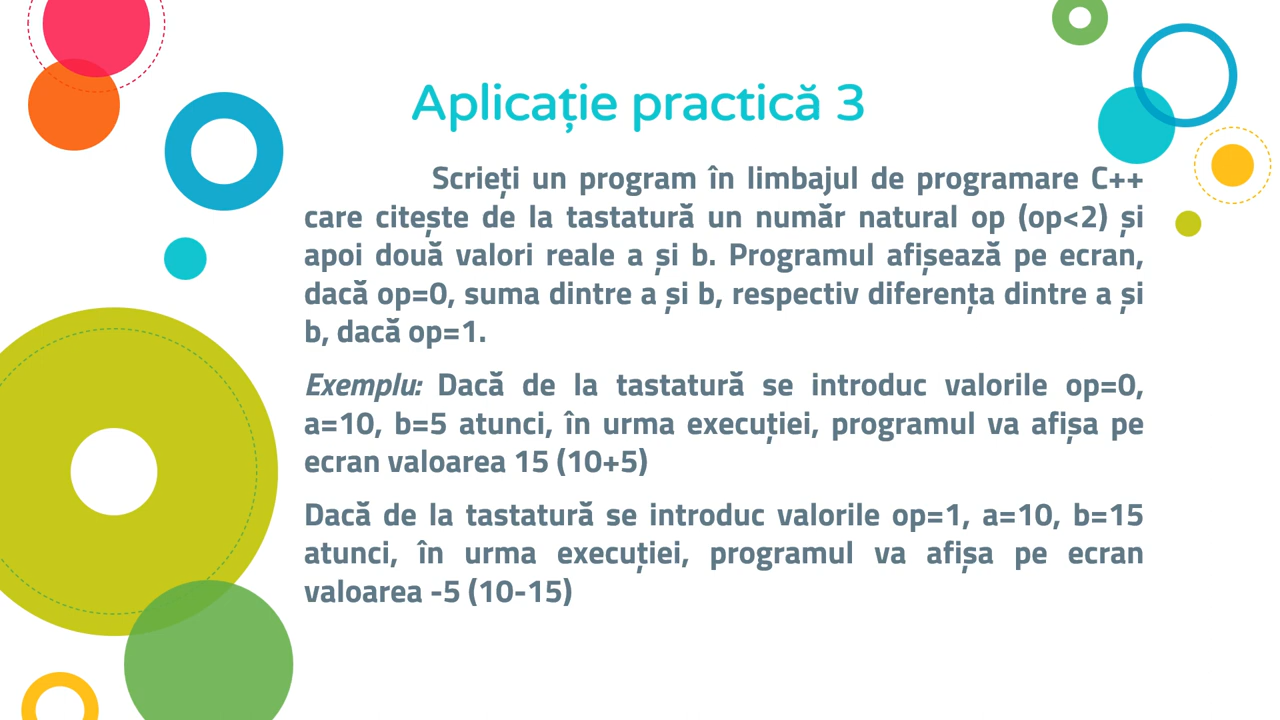 Aplicație practică 3
Scrieți un program în limbajul de programare C++
care citește de la tastatură un număr natural op (op<2) și
apoi două valori reale a și b. Programul afișează pe ecran,
dacă op=0, suma dintre a și b, respectiv diferența dintre a și
b, dacă op=1.
Exemplu: Dacă de la tastatură se introduc valorile op=0,
a=10, b=5 atunci, în urma execuției, programul va afișa pe
ecran valoarea 15 (10+5)
Dacă de la tastatură se introduc valorile op=1, a=10, b=15
atunci, în urma execuției, programul va afișa pe ecran
valoarea -5 (10-15)